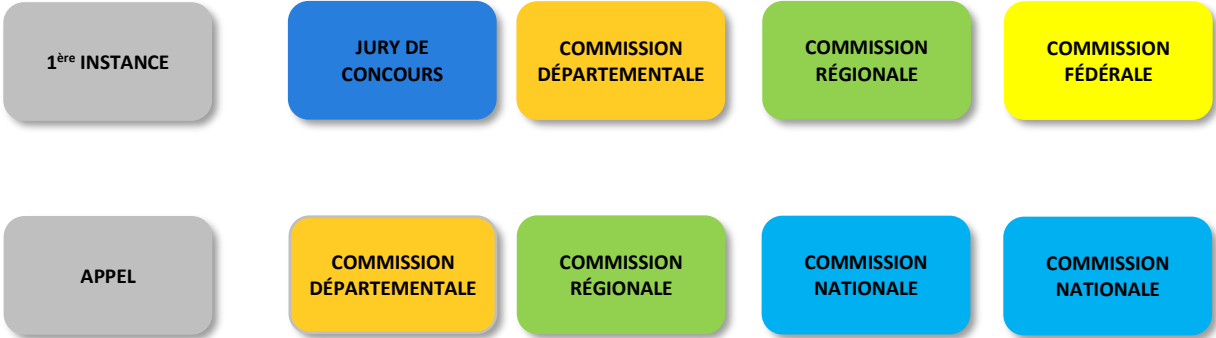 1ère INSTANCE
JURY DE
CONCOURS
COMMISSION
DÉPARTEMENTALE
COMMISSION
RÉGIONALE
COMMISSION
FÉDÉRALE
APPEL
COMMISSION
DÉPARTEMENTALE
COMMISSION
RÉGIONALE
COMMISSION
NATIONALE
COMMISSION
NATIONALE